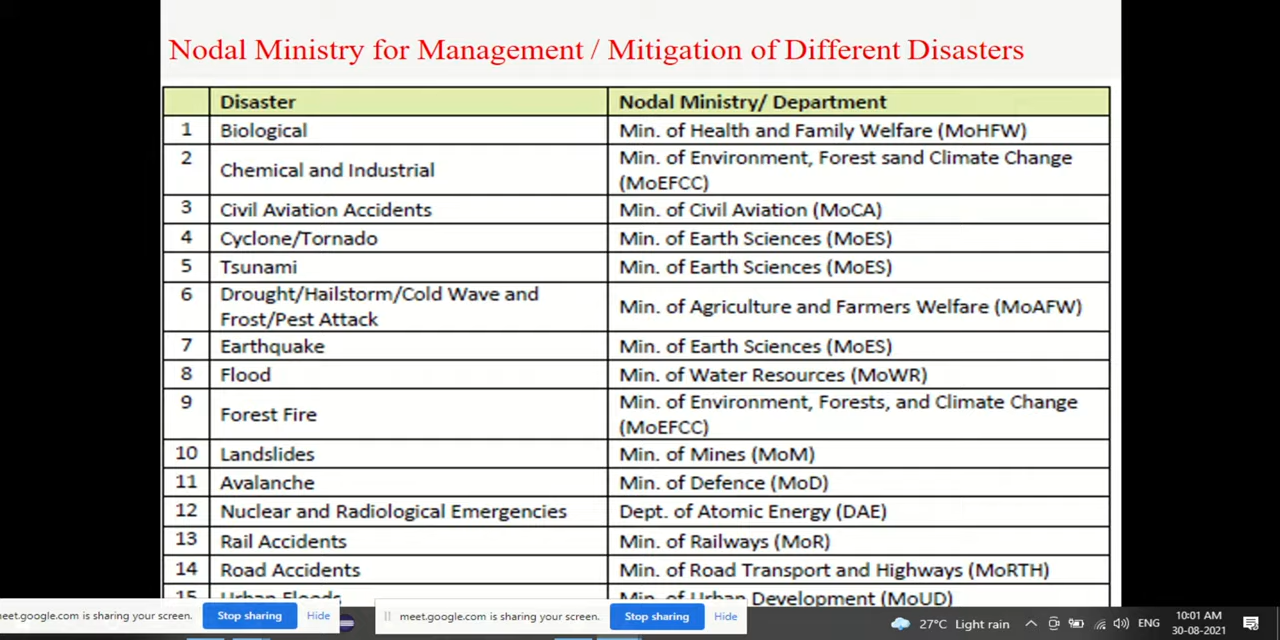 Nodal Ministry for Management / Mitigation of Different Disasters
Disaster Nodal Ministry/ Department
1 Biological Min. of Health and Family Welfare (MoHFW)
2 Chemical and Industrial Min. of Environment, Forest sand Climate Change
(MoEFCC)
3 Civil Aviation Accidents Min. of Civil Aviation (MoCA)
4 Cyclone/Tornado Min. of Earth Sciences (MoES)
5 Tsunami Min. of Earth Sciences (MoES)
6 Drought/Hailstorm/Cold Wave and
Frost/Pest Attack Min. of Agriculture and Farmers Welfare (MoAFW)
7 Earthquake Min. of Earth Sciences (MoES)
8 Flood Min. of Water Resources (MoWR)
9 Forest Fire Min. of Environment, Forests, and Climate Change
(MoEFCC)
10 Landslides Min. of Mines (MoM)
11 Avalanche Min. of Defence (MoD)
12 Nuclear and Radiological Emergencies Dept. of Atomic Energy (DAE)
13 Rail Accidents Min. of Railways (MoR)
14 Road Accidents Min. of Road Transport and Highways (MoRTH)
15 Urban Floods Min. of Urban Development (MoUD)
meet.google.com is sharing your screen. Stop sharing Hide
meet.google.com is sharing your screen. Stop sharing Hide
27°C Light rain ENG 10:01 AM
30-08-2021